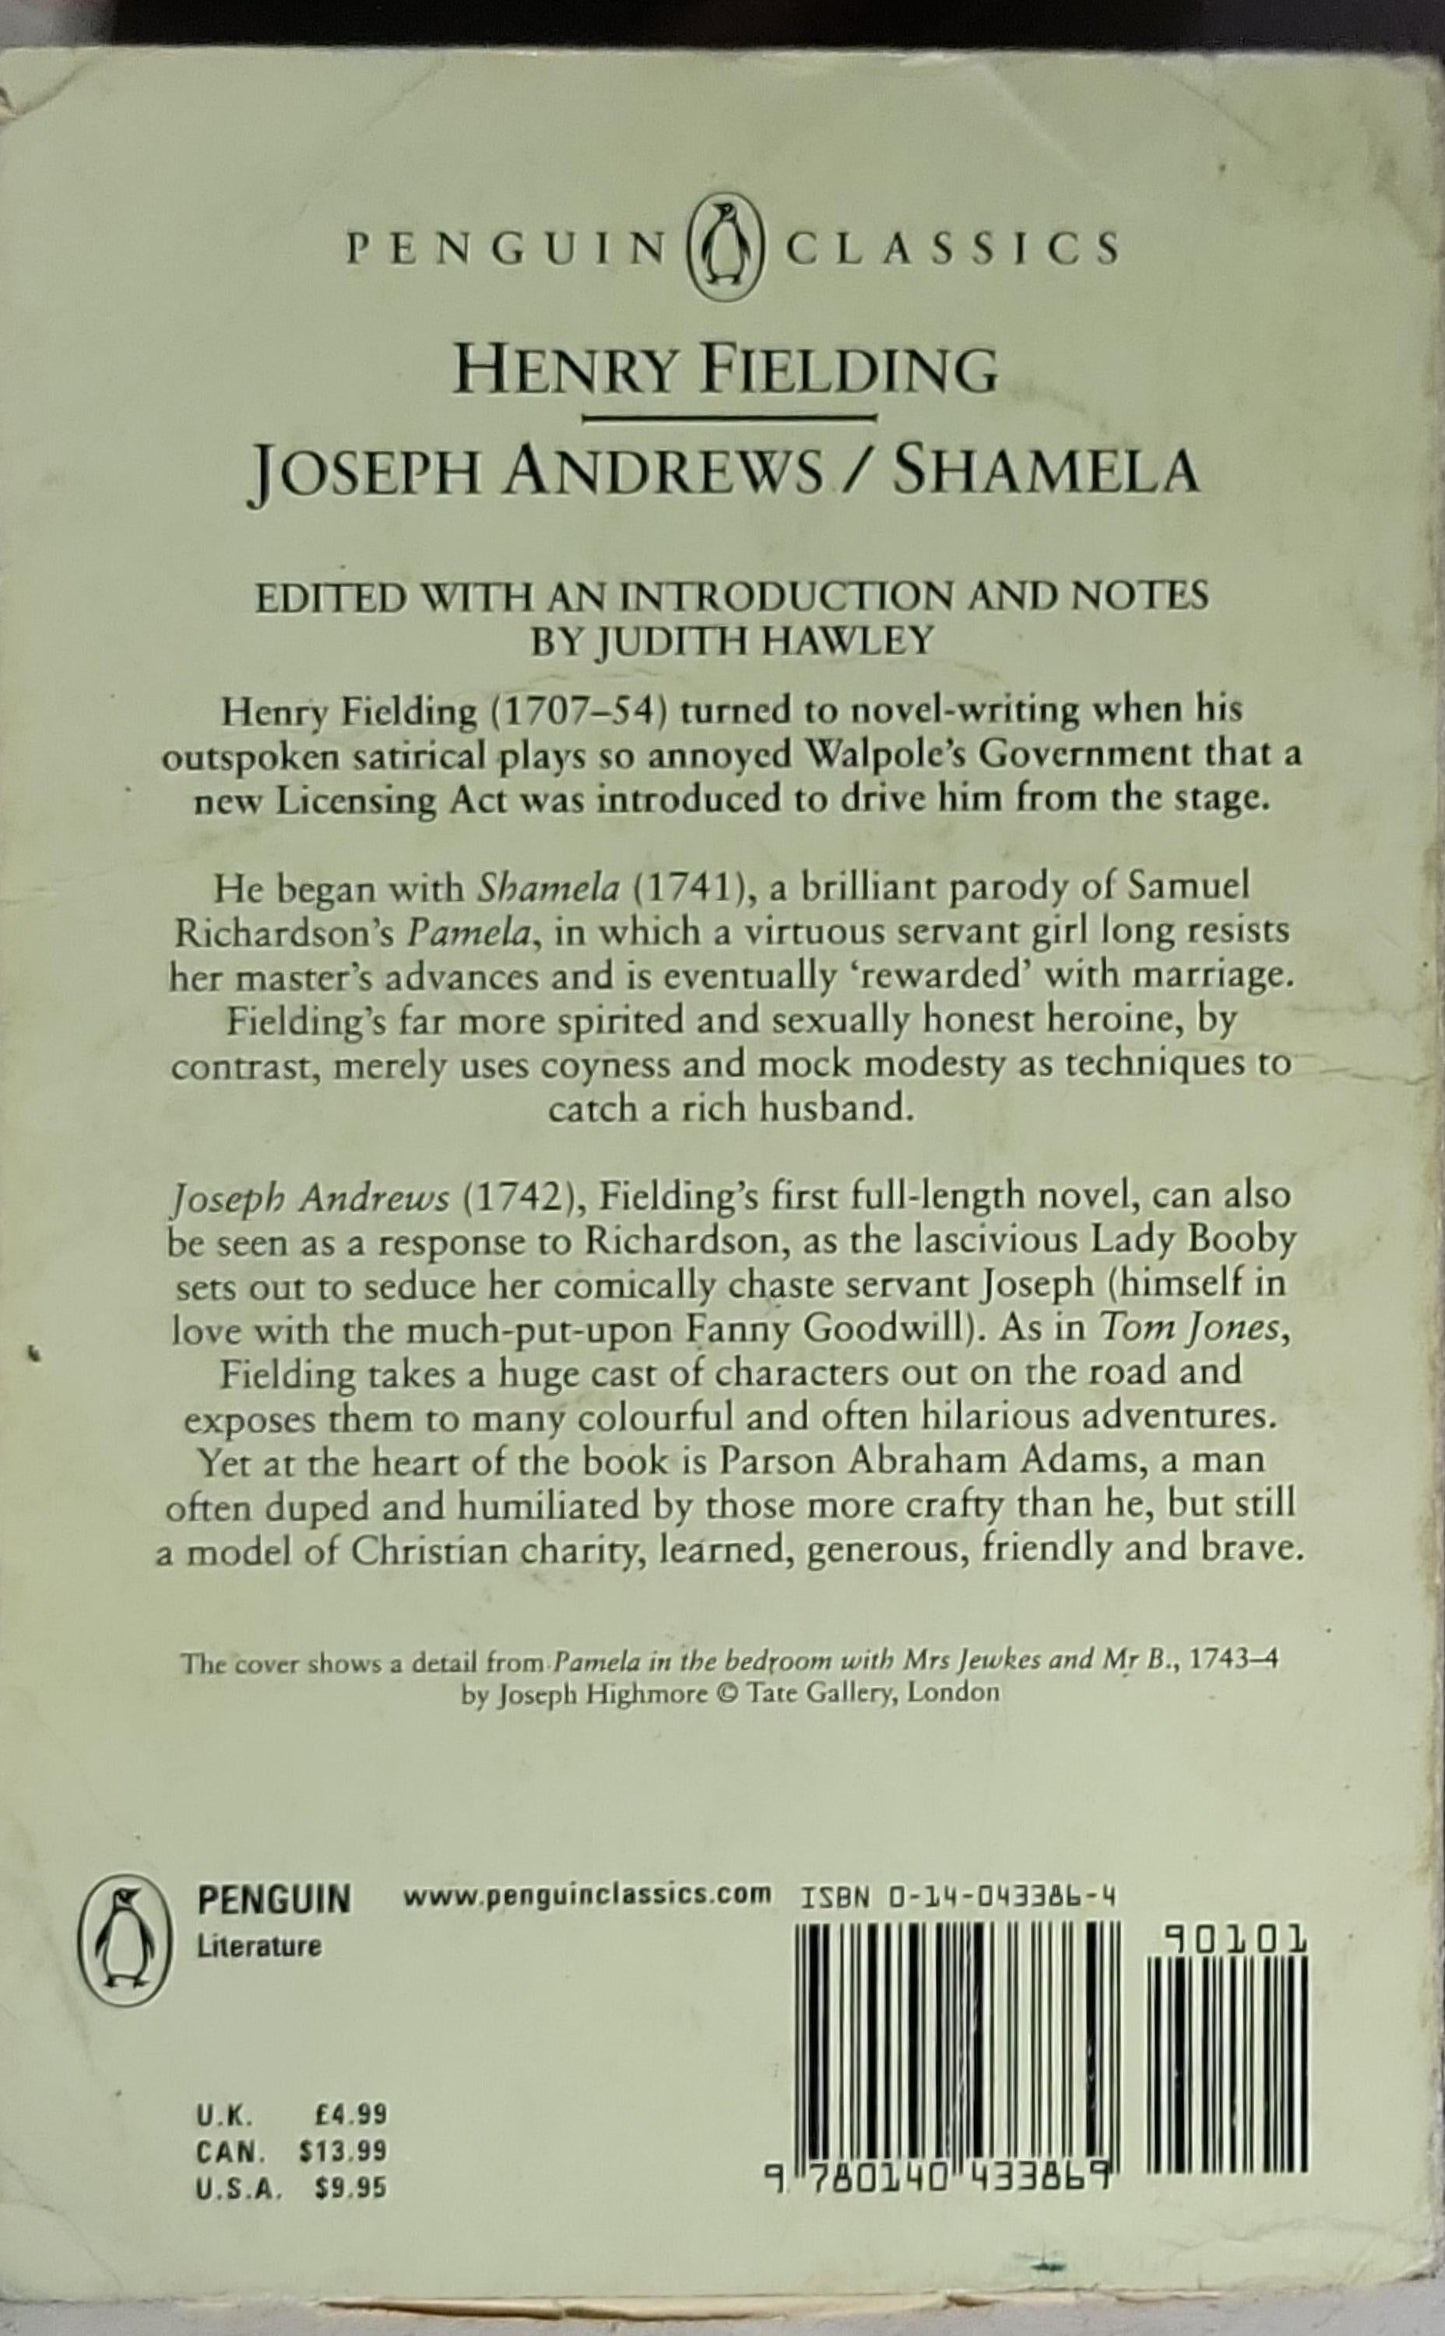 PENGUIN CLASSICS
HENRY FIELDING
JOSEPH ANDREWS / SHAMELA
EDITED WITH AN INTRODUCTION AND NOTES
BY JUDITH HAWLEY
Henry Fielding (1707–54) turned to novel-writing when his
outspoken satirical plays so annoyed Walpole's Government that a
new Licensing Act was introduced to drive him from the stage.
He began with Shamela (1741), a brilliant parody of Samuel
Richardson's Pamela, in which a virtuous servant girl long resists
her master's advances and is eventually 'rewarded' with marriage.
Fielding's far more spirited and sexually honest heroine, by
contrast, merely uses coyness and mock modesty as techniques to
catch a rich husband.
Joseph Andrews (1742), Fielding's first full-length novel, can also
be seen as a response to Richardson, as the lascivious Lady Booby
sets out to seduce her comically chaste servant Joseph (himself in
love with the much-put-upon Fanny Goodwill). As in Tom Jones,
Fielding takes a huge cast of characters out on the road and
exposes them to many colourful and often hilarious adventures.
Yet at the heart of the book is Parson Abraham Adams, a man
often duped and humiliated by those more crafty than he, but still
a model of Christian charity, learned, generous, friendly and brave.
The cover shows a detail from Pamela in the bedroom with Mrs Jewkes and Mr B., 1743–4
by Joseph Highmore © Tate Gallery, London
PENGUIN www.penguinclassics.com ISBN 0-14-043386-4
Literature
90101
U.K. £4.99
CAN. $13.99
U.S.A. $9.95
9 780140 433869